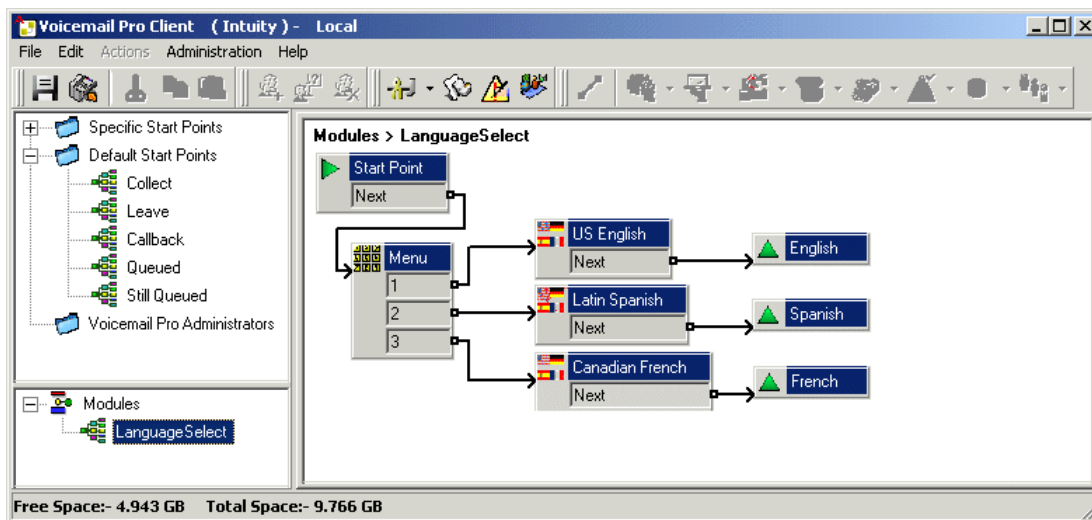 Voicemail Pro Client  ( Intuity ) -  Local
File Edit Actions Administration Help
Specific Start Points
Default Start Points
Collect
Leave
Callback
Queued
Still Queued
Voicemail Pro Administrators
Modules
LanguageSelect
Modules > LanguageSelect
Start Point
Next
Menu
1
2
3
US English
Next
English
Latin Spanish
Next
Spanish
Canadian French
Next
French
Free Space:- 4.943 GB Total Space:- 9.766 GB